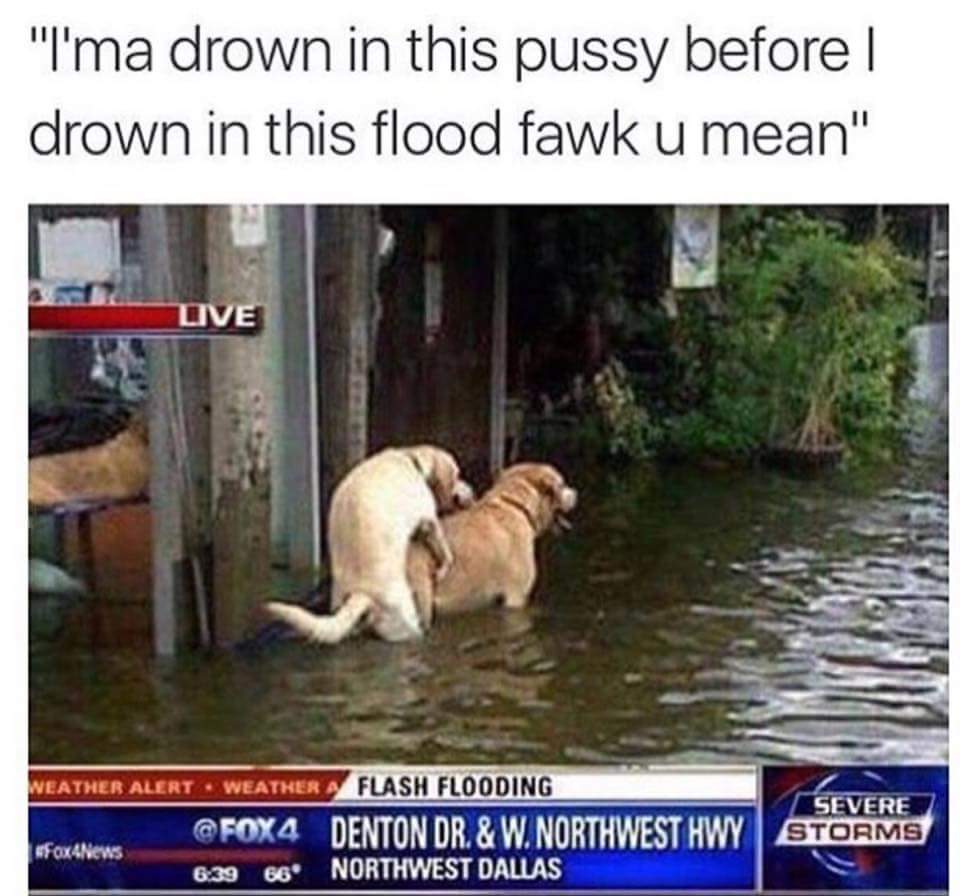 "I'ma drown in this pussy before I
drown in this flood fawk u mean"
LIVE
WEATHER ALERT • WEATHER A
FLASH FLOODING
@FOX4
DENTON DR. & W. NORTHWEST HWY
#Fox4News
6:39 66°
NORTHWEST DALLAS
SEVERE
STORMS